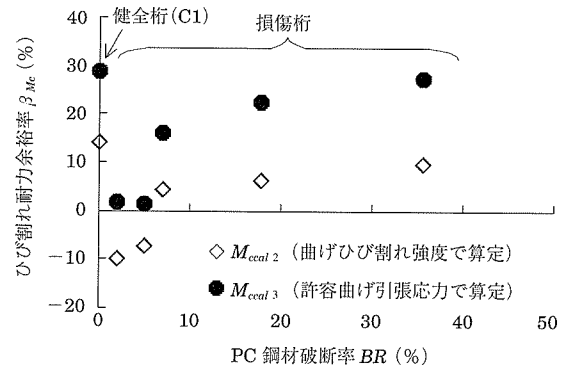 健全桁(C1)
損傷桁
ひび割れ耐力余裕率 βMc (%)
40
30
20
10
0
−10
−20
◇ Mccal 2 (曲げひび割れ強度で算定)
● Mccal 3 (許容曲げ引張応力で算定)
0 10 20 30 40 50
PC 鋼材破断率 BR (%)